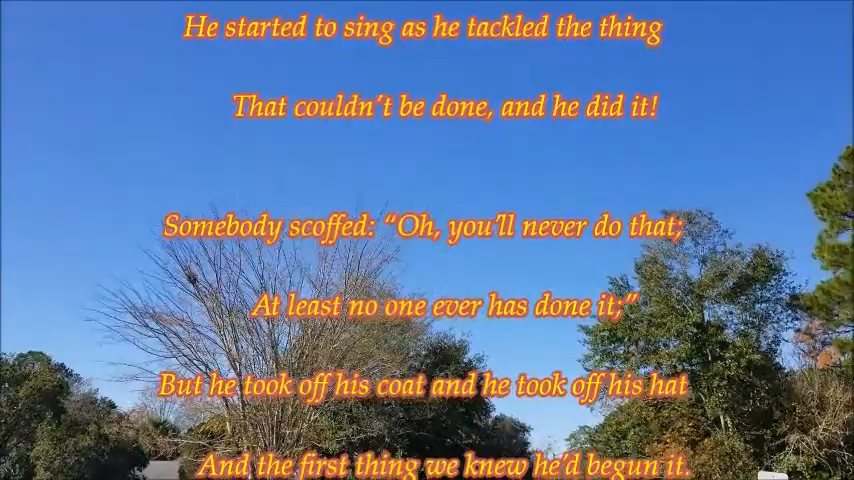 He started to sing as he tackled the thing
That couldn’t be done, and he did it!
Somebody scoffed: “Oh, you’ll never do that;
At least no one ever has done it;”
But he took off his coat and he took off his hat
And the first thing we knew he’d begun it.